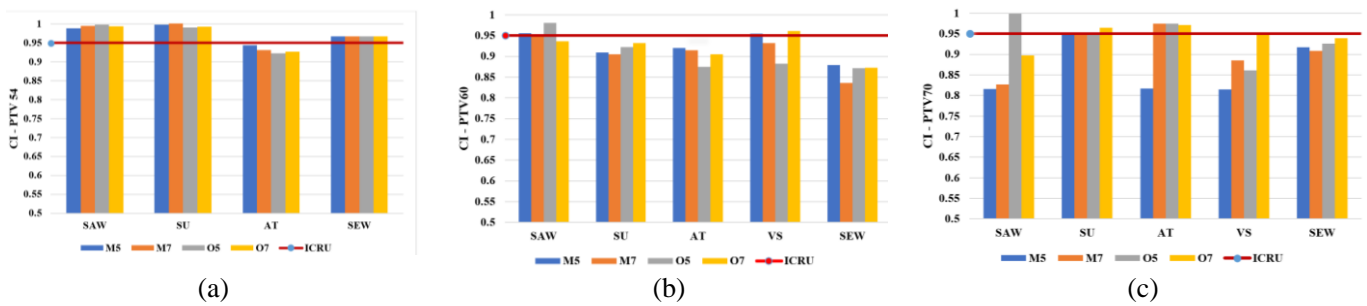 CI - PTV 54
1
0.95
0.9
0.85
0.8
0.75
0.7
0.65
0.6
0.55
0.5
SAW SU AT SEW
M5 M7 O5 O7 ICRU
(a)
CI - PTV60
1
0.95
0.9
0.85
0.8
0.75
0.7
0.65
0.6
0.55
0.5
SAW SU AT VS SEW
M5 M7 O5 O7 ICRU
(b)
CI - PTV70
1
0.95
0.9
0.85
0.8
0.75
0.7
0.65
0.6
0.55
0.5
SAW SU AT VS SEW
M5 M7 O5 O7 ICRU
(c)